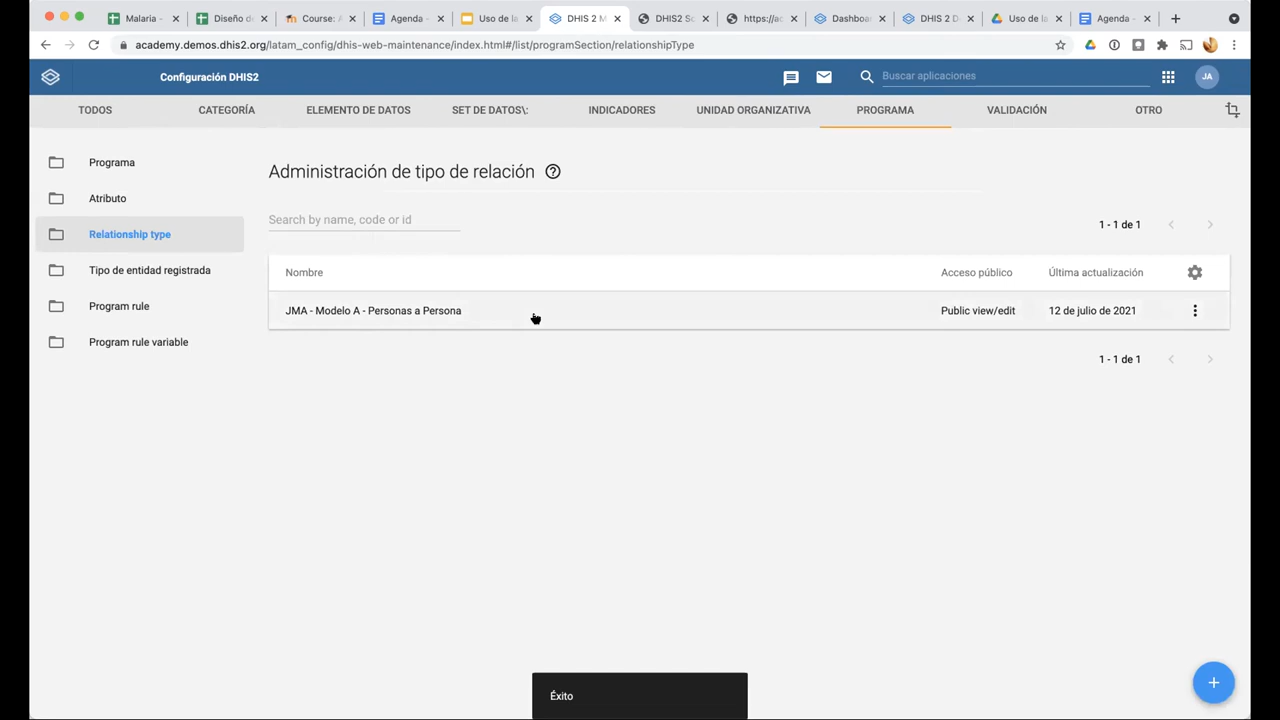 Malaria -
Diseño d
Course: A
Agenda -
Uso de la
DHIS 2 M
DHIS2 Sc
https://ac
Dashboa
DHIS 2 D
Uso de la
Agenda -
academy.demos.dhis2.org/latam_config/dhis-web-maintenance/index.html#/list/programSection/relationshipType
Configuración DHIS2
Buscar aplicaciones
JA
TODOS
CATEGORÍA
ELEMENTO DE DATOS
SET DE DATOS\:
INDICADORES
UNIDAD ORGANIZATIVA
PROGRAMA
VALIDACIÓN
OTRO
Programa
Atributo
Relationship type
Tipo de entidad registrada
Program rule
Program rule variable
Administración de tipo de relación
Search by name, code or id
1 - 1 de 1
Nombre
Acceso público
Última actualización
JMA - Modelo A - Personas a Persona
Public view/edit
12 de julio de 2021
1 - 1 de 1
Éxito